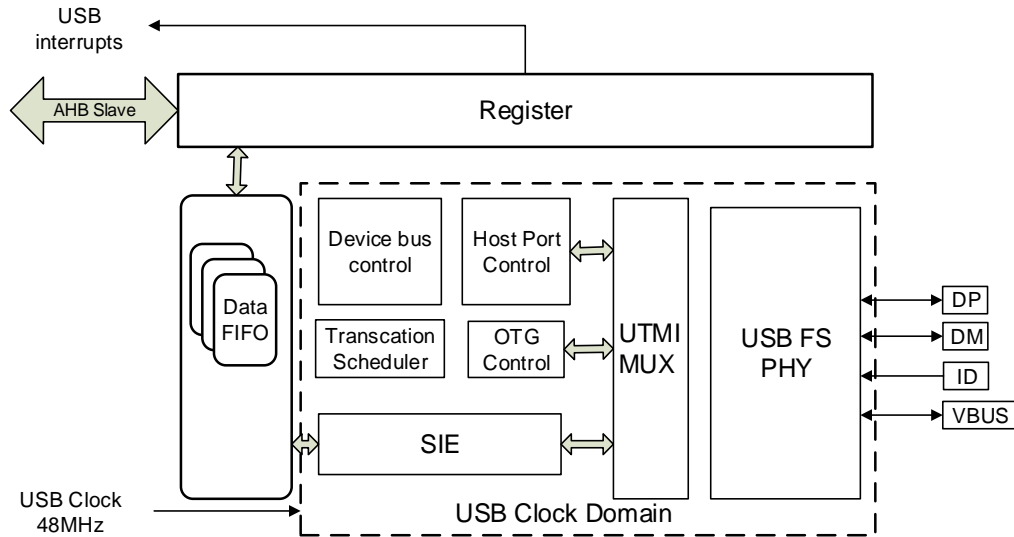 USB
interrupts
AHB Slave
Register
Device bus
control
Host Port
Control
Data
FIFO
Transcation
Scheduler
OTG
Control
UTMI
MUX
USB FS
PHY
DP
DM
ID
VBUS
SIE
USB Clock
48MHz
USB Clock Domain